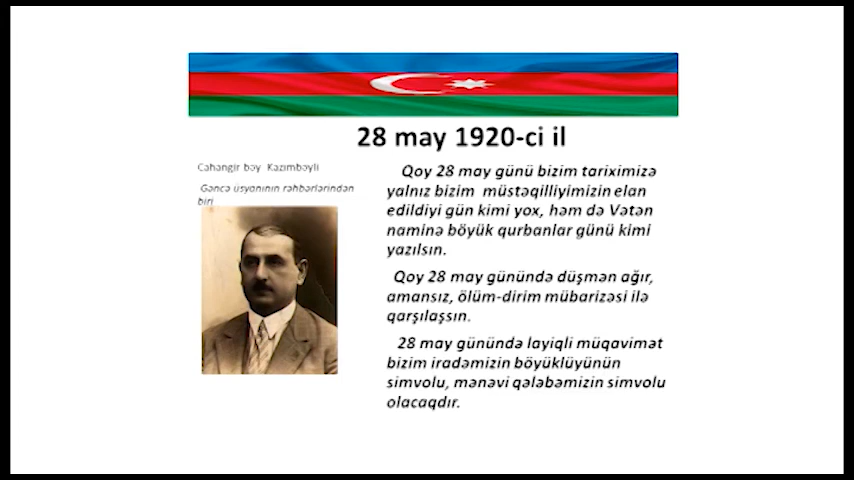 28 may 1920-ci il
Cahangir bəy Kazımbəyli
Gəncə üsyanının rəhbərlərindən
biri
Qoy 28 may günü bizim tariximizə
yalnız bizim müstəqilliyimizin elan
edildiyi gün kimi yox, həm də Vətən
naminə böyük qurbanlar günü kimi
yazılsın.
Qoy 28 may günündə düşmən ağır,
amansız, ölüm-dirim mübarizəsi ilə
qarşılaşsın.
28 may günündə layiqli müqavimət
bizim iradəmizin böyüklüyünün
simvolu, mənəvi qələbəmizin simvolu
olacaqdır.